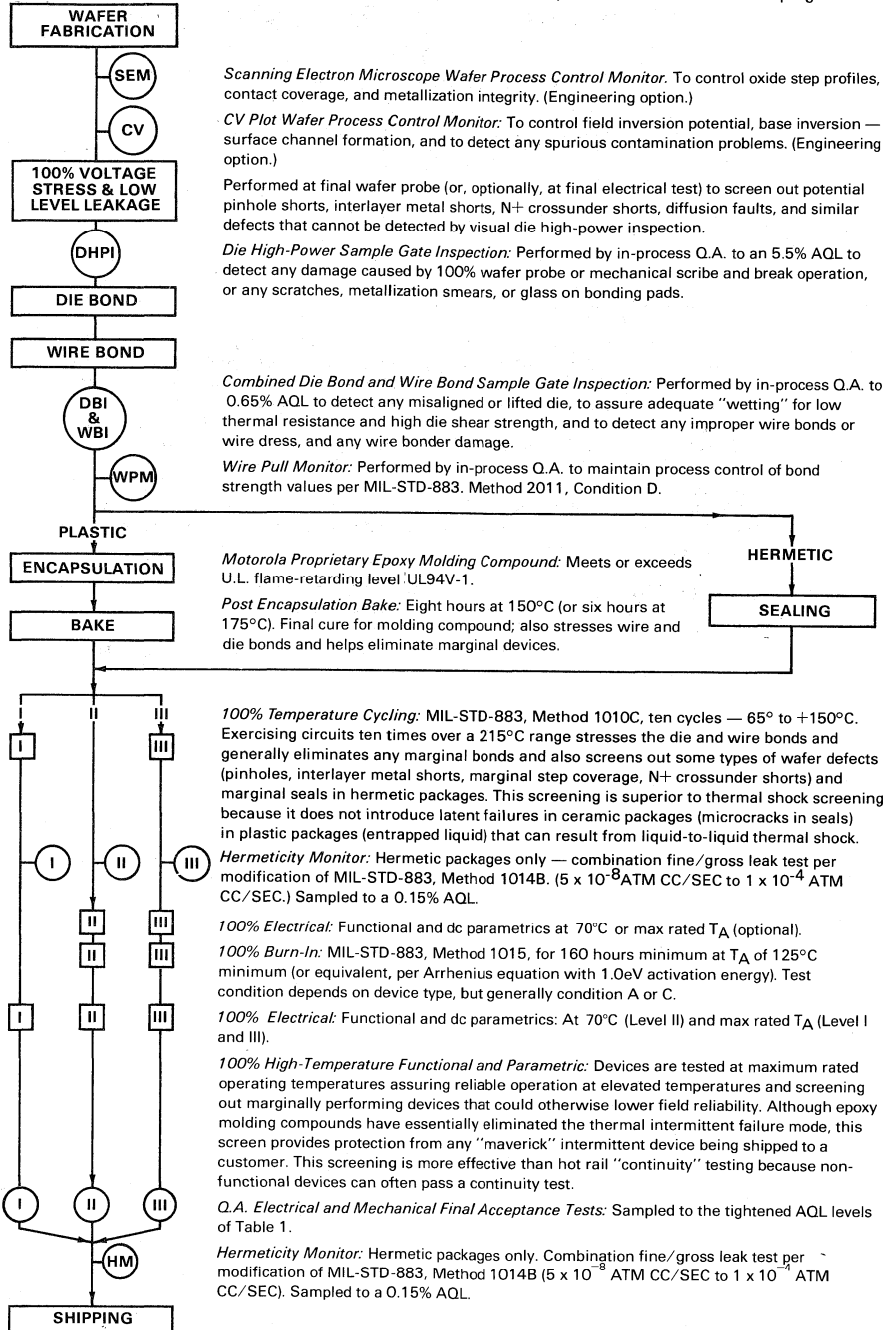 WAFER
FABRICATION
SEM
Scanning Electron Microscope Wafer Process Control Monitor. To control oxide step profiles,
contact coverage, and metallization integrity. (Engineering option.)
CV
CV Plot Wafer Process Control Monitor: To control field inversion potential, base inversion —
surface channel formation, and to detect any spurious contamination problems. (Engineering
option.)
100% VOLTAGE
STRESS & LOW
LEVEL LEAKAGE
Performed at final wafer probe (or, optionally, at final electrical test) to screen out potential
pinhole shorts, interlayer metal shorts, N+ crossunder shorts, diffusion faults, and similar
defects that cannot be detected by visual die high-power inspection.
DHPI
Die High-Power Sample Gate Inspection: Performed by in-process Q.A. to an 5.5% AQL to
detect any damage caused by 100% wafer probe or mechanical scribe and break operation,
or any scratches, metallization smears, or glass on bonding pads.
DIE BOND
WIRE BOND
DBI
&
WBI
Combined Die Bond and Wire Bond Sample Gate Inspection: Performed by in-process Q.A. to
0.65% AQL to detect any misaligned or lifted die, to assure adequate "wetting" for low
thermal resistance and high die shear strength, and to detect any improper wire bonds or
wire dress, and any wire bonder damage.
WPM
Wire Pull Monitor: Performed by in-process Q.A. to maintain process control of bond
strength values per MIL-STD-883. Method 2011, Condition D.
PLASTIC
HERMETIC
ENCAPSULATION
Motorola Proprietary Epoxy Molding Compound: Meets or exceeds
U.L. flame-retarding level UL94V-1.
SEALING
BAKE
Post Encapsulation Bake: Eight hours at 150°C (or six hours at
175°C). Final cure for molding compound; also stresses wire and
die bonds and helps eliminate marginal devices.
I II III
I III
100% Temperature Cycling: MIL-STD-883, Method 1010C, ten cycles — 65° to +150°C.
Exercising circuits ten times over a 215°C range stresses the die and wire bonds and
generally eliminates any marginal bonds and also screens out some types of wafer defects
(pinholes, interlayer metal shorts, marginal step coverage, N+ crossunder shorts) and
marginal seals in hermetic packages. This screening is superior to thermal shock screening
because it does not introduce latent failures in ceramic packages (microcracks in seals)
in plastic packages (entrapped liquid) that can result from liquid-to-liquid thermal shock.
I II III
Hermeticity Monitor: Hermetic packages only — combination fine/gross leak test per
modification of MIL-STD-883, Method 1014B. (5 x 10⁻⁸ATM CC/SEC to 1 x 10⁻⁴ ATM
CC/SEC.) Sampled to a 0.15% AQL.
II III
100% Electrical: Functional and dc parametrics at 70°C or max rated TA (optional).
II III
100% Burn-In: MIL-STD-883, Method 1015, for 160 hours minimum at TA of 125°C
minimum (or equivalent, per Arrhenius equation with 1.0eV activation energy). Test
condition depends on device type, but generally condition A or C.
I II III
100% Electrical: Functional and dc parametrics: At 70°C (Level II) and max rated TA (Level I
and III).
100% High-Temperature Functional and Parametric: Devices are tested at maximum rated
operating temperatures assuring reliable operation at elevated temperatures and screening
out marginally performing devices that could otherwise lower field reliability. Although epoxy
molding compounds have essentially eliminated the thermal intermittent failure mode, this
screen provides protection from any "maverick" intermittent device being shipped to a
customer. This screening is more effective than hot rail "continuity" testing because non-
functional devices can often pass a continuity test.
I II III
Q.A. Electrical and Mechanical Final Acceptance Tests: Sampled to the tightened AQL levels
of Table 1.
HM
Hermeticity Monitor: Hermetic packages only. Combination fine/gross leak test per
modification of MIL-STD-883, Method 1014B (5 x 10⁻⁸ ATM CC/SEC to 1 x 10⁻⁴ ATM
CC/SEC). Sampled to a 0.15% AQL.
SHIPPING